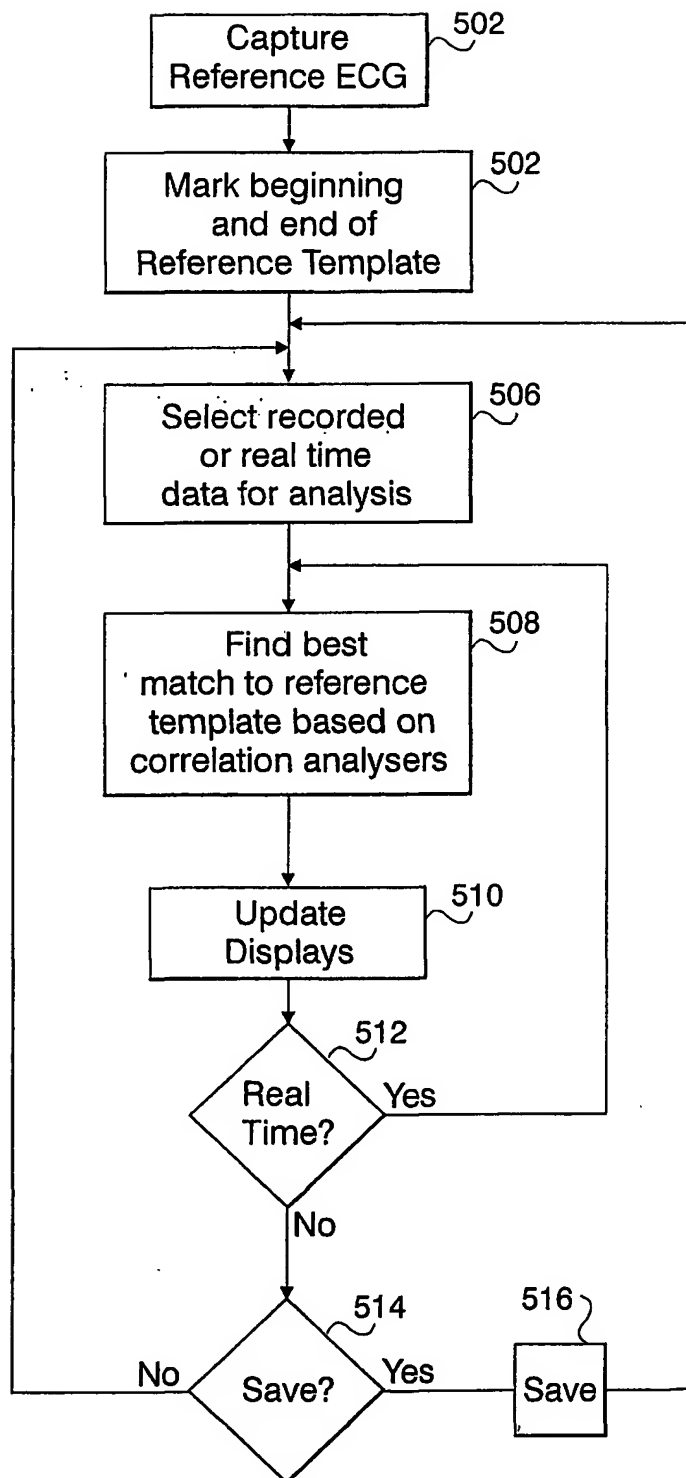 Capture
Reference ECG
502
Mark beginning
and end of
Reference Template
502
Select recorded
or real time
data for analysis
506
Find best
match to reference
template based on
correlation analysers
508
Update
Displays
510
Real
Time?
512
Yes
No
Save?
514
No
Yes
Save
516